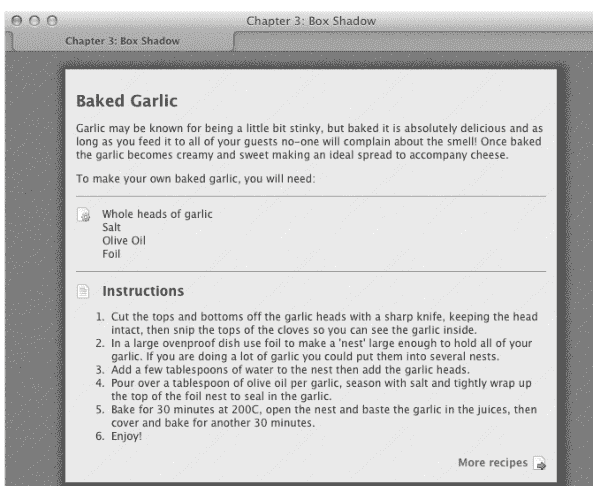 Chapter 3: Box Shadow
Chapter 3: Box Shadow
Baked Garlic
Garlic may be known for being a little bit stinky, but baked it is absolutely delicious and as
long as you feed it to all of your guests no-one will complain about the smell! Once baked
the garlic becomes creamy and sweet making an ideal spread to accompany cheese.
To make your own baked garlic, you will need:
Whole heads of garlic
Salt
Olive Oil
Foil
Instructions
1. Cut the tops and bottoms off the garlic heads with a sharp knife, keeping the head
intact, then snip the tops of the cloves so you can see the garlic inside.
2. In a large ovenproof dish use foil to make a 'nest' large enough to hold all of your
garlic. If you are doing a lot of garlic you could put them into several nests.
3. Add a few tablespoons of water to the nest then add the garlic heads.
4. Pour over a tablespoon of olive oil per garlic, season with salt and tightly wrap up
the top of the foil nest to seal in the garlic.
5. Bake for 30 minutes at 200C, open the nest and baste the garlic in the juices, then
cover and bake for another 30 minutes.
6. Enjoy!
More recipes